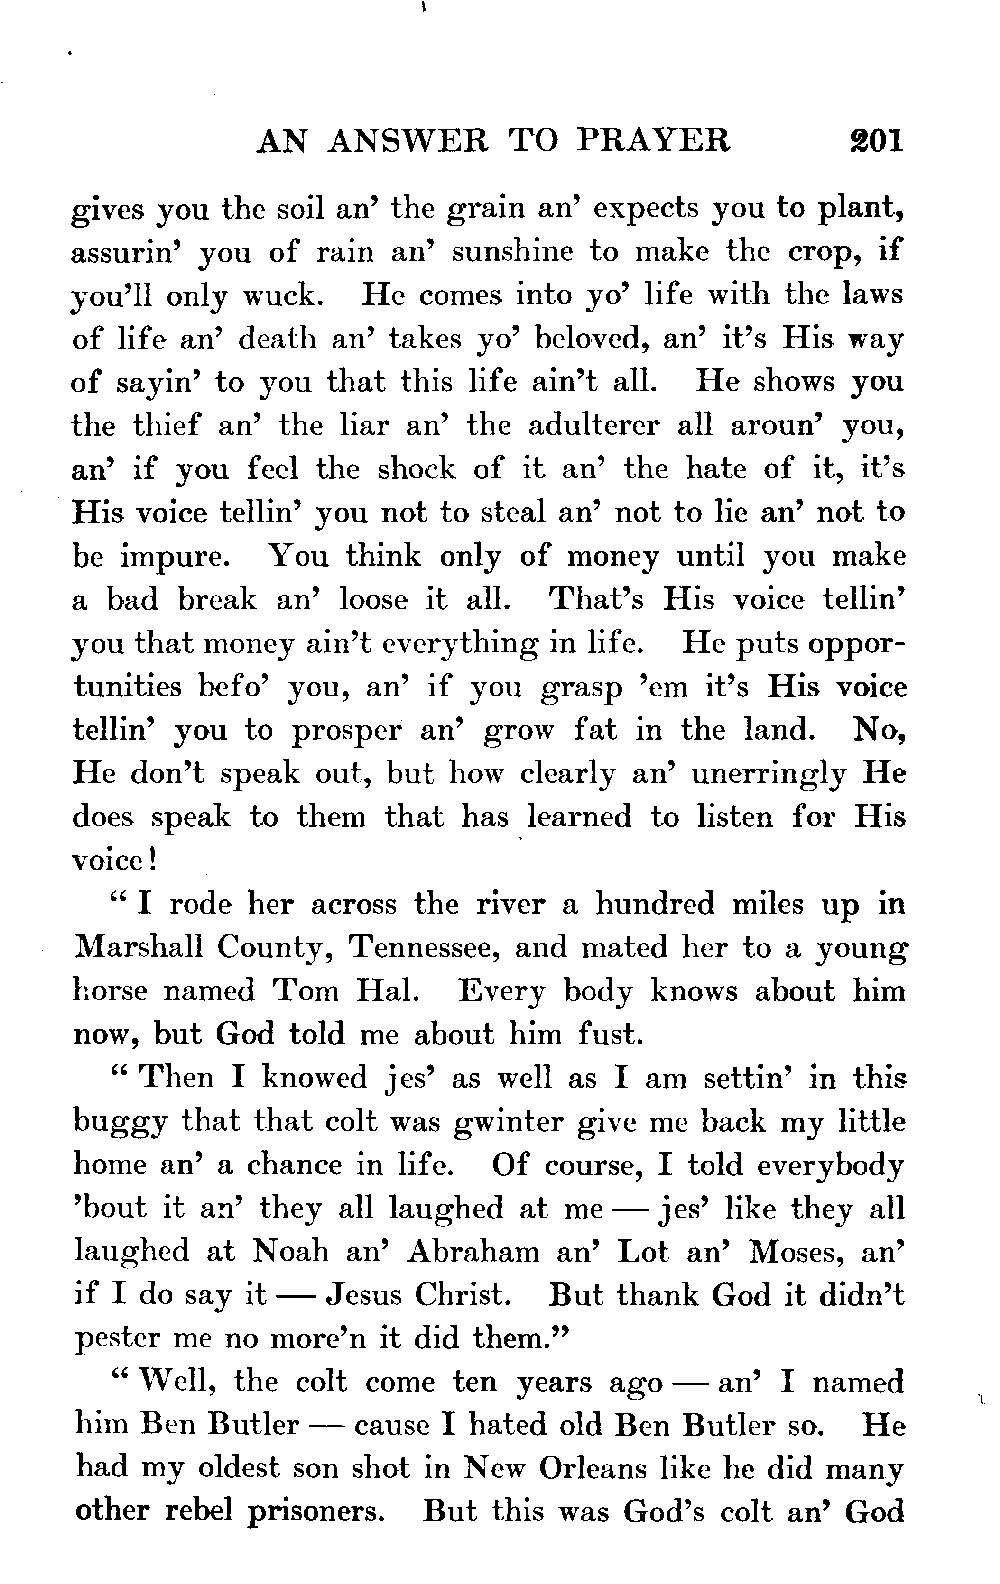 AN ANSWER TO PRAYER 201
gives you the soil an' the grain an' expects you to plant,
assurin' you of rain an' sunshine to make the crop, if
you'll only wuck. He comes into yo' life with the laws
of life an' death an' takes yo' beloved, an' it's His way
of sayin' to you that this life ain't all. He shows you
the thief an' the liar an' the adulterer all aroun' you,
an' if you feel the shock of it an' the hate of it, it's
His voice tellin' you not to steal an' not to lie an' not to
be impure. You think only of money until you make
a bad break an' loose it all. That's His voice tellin'
you that money ain't everything in life. He puts oppor-
tunities befo' you, an' if you grasp 'em it's His voice
tellin' you to prosper an' grow fat in the land. No,
He don't speak out, but how clearly an' unerringly He
does speak to them that has learned to listen for His
voice!
" I rode her across the river a hundred miles up in
Marshall County, Tennessee, and mated her to a young
horse named Tom Hal. Every body knows about him
now, but God told me about him fust.
" Then I knowed jes' as well as I am settin' in this
buggy that that colt was gwinter give me back my little
home an' a chance in life. Of course, I told everybody
'bout it an' they all laughed at me — jes' like they all
laughed at Noah an' Abraham an' Lot an' Moses, an'
if I do say it — Jesus Christ. But thank God it didn't
pester me no more'n it did them."
" Well, the colt come ten years ago — an' I named
him Ben Butler — cause I hated old Ben Butler so. He
had my oldest son shot in New Orleans like he did many
other rebel prisoners. But this was God's colt an' God